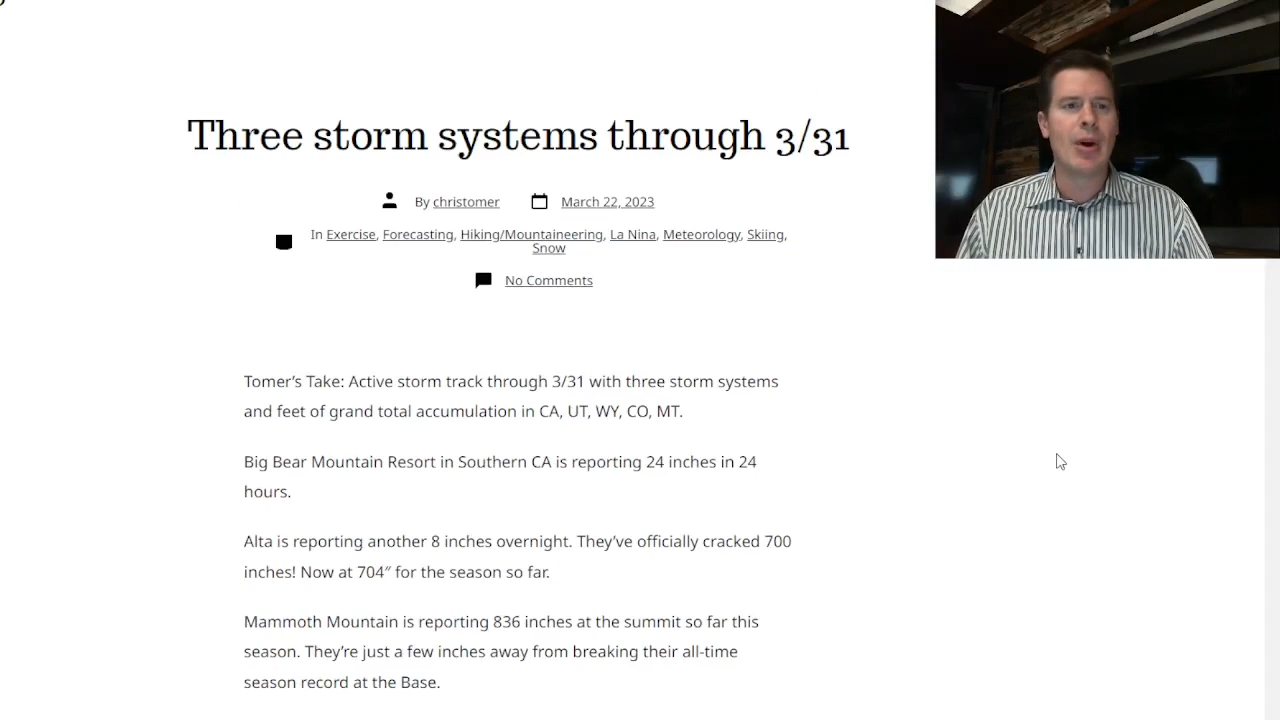 Three storm systems through 3/31
By christomer March 22, 2023
In Exercise, Forecasting, Hiking/Mountaineering, La Nina, Meteorology, Skiing,
Snow
No Comments
Tomer’s Take: Active storm track through 3/31 with three storm systems
and feet of grand total accumulation in CA, UT, WY, CO, MT.
Big Bear Mountain Resort in Southern CA is reporting 24 inches in 24
hours.
Alta is reporting another 8 inches overnight. They’ve officially cracked 700
inches! Now at 704″ for the season so far.
Mammoth Mountain is reporting 836 inches at the summit so far this
season. They’re just a few inches away from breaking their all-time
season record at the Base.